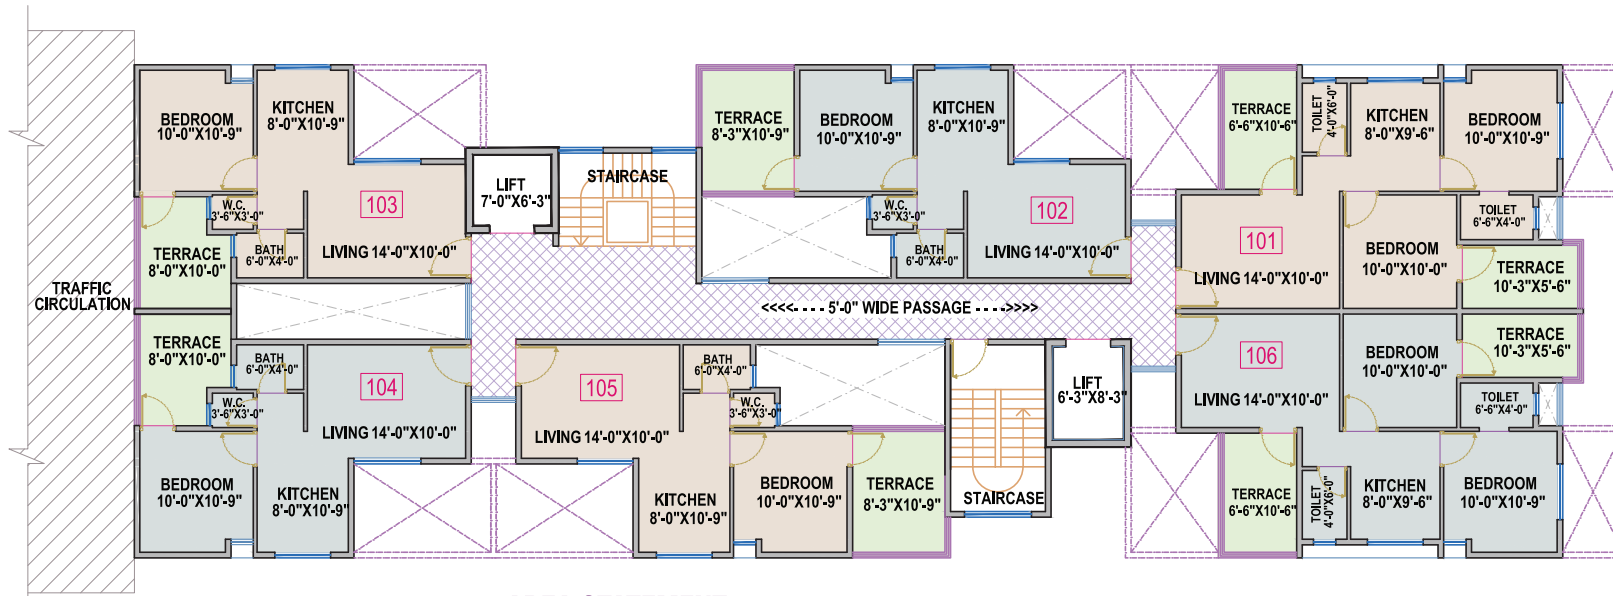 TRAFFIC
CIRCULATION
BEDROOM
10'-0"X10'-9"
KITCHEN
8'-0"X10'-9"
W.C.
3'-6"X3'-0"
103
TERRACE
8'-0"X10'-0"
BATH
6'-0"X4'-0"
LIVING 14'-0"X10'-0"
LIFT
7'-0"X6'-3"
STAIRCASE
TERRACE
8'-3"X10'-9"
BEDROOM
10'-0"X10'-9"
KITCHEN
8'-0"X10'-9"
W.C.
3'-6"X3'-0"
102
BATH
6'-0"X4'-0"
LIVING 14'-0"X10'-0"
TERRACE
6'-6"X10'-6"
TOILET
4'-0"X6'-0"
KITCHEN
8'-0"X9'-6"
BEDROOM
10'-0"X10'-9"
TOILET
6'-6"X4'-0"
101
BEDROOM
10'-0"X10'-0"
LIVING 14'-0"X10'-0"
TERRACE
10'-3"X5'-6"
<<<<- - - - 5'-0" WIDE PASSAGE - - - ->>>>
TERRACE
8'-0"X10'-0"
BATH
6'-0"X4'-0"
104
W.C.
3'-6"X3'-0"
LIVING 14'-0"X10'-0"
BEDROOM
10'-0"X10'-9"
KITCHEN
8'-0"X10'-9"
105
BATH
6'-0"X4'-0"
W.C.
3'-6"X3'-0"
LIVING 14'-0"X10'-0"
KITCHEN
8'-0"X10'-9"
BEDROOM
10'-0"X10'-9"
TERRACE
8'-3"X10'-9"
STAIRCASE
LIFT
6'-3"X8'-3"
106
BEDROOM
10'-0"X10'-0"
TERRACE
10'-3"X5'-6"
LIVING 14'-0"X10'-0"
TOILET
6'-6"X4'-0"
TERRACE
6'-6"X10'-6"
TOILET
4'-0"X6'-0"
KITCHEN
8'-0"X9'-6"
BEDROOM
10'-0"X10'-9"